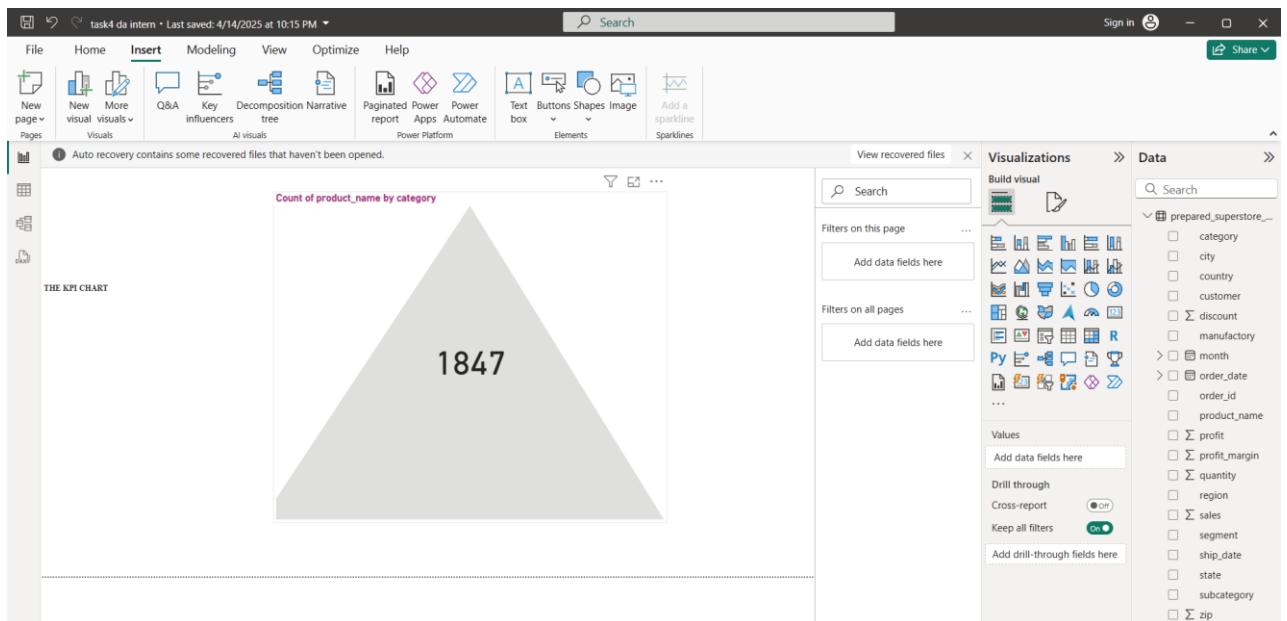 task4 da intern • Last saved: 4/14/2025 at 10:15 PM
Search
Sign in
File Home Insert Modeling View Optimize Help
Share
New page
New visual
More visuals
Q&A
Key influencers
Decomposition tree
Narrative
Paginated report
Power Apps
Power Automate
Text box
Buttons
Shapes
Image
Add a sparkline
Pages
Visuals
AI visuals
Power Platform
Elements
Sparklines
Auto recovery contains some recovered files that haven't been opened.
View recovered files
Count of product_name by category
THE KPI CHART
1847
Search
Filters on this page
...
Add data fields here
Filters on all pages
...
Add data fields here
Visualizations
Build visual
123
R
Py
...
Values
Add data fields here
Drill through
Cross-report
Off
Keep all filters
On
Add drill-through fields here
Data
Search
prepared_superstore_...
category
city
country
customer
∑ discount
manufactory
month
order_date
order_id
product_name
∑ profit
∑ profit_margin
∑ quantity
region
∑ sales
segment
ship_date
state
subcategory
∑ zip